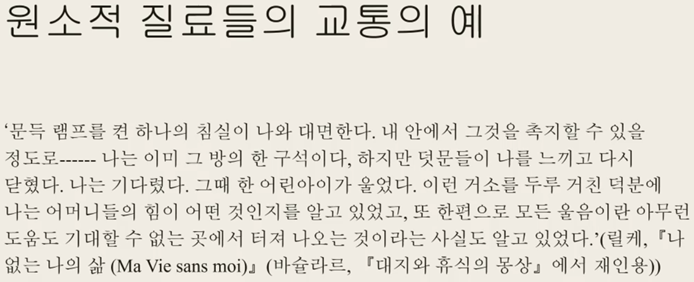 원소적 질료들의 교통의 예
‘문득 램프를 켠 하나의 침실이 나와 대면한다. 내 안에서 그것을 촉지할 수 있을
정도로------ 나는 이미 그 방의 한 구석이다, 하지만 덧문들이 나를 느끼고 다시
닫혔다. 나는 기다렸다. 그때 한 어린아이가 울었다. 이런 거소를 두루 거친 덕분에
나는 어머니들의 힘이 어떤 것인지를 알고 있었고, 또 한편으로 모든 울음이란 아무런
도움도 기대할 수 없는 곳에서 터져 나오는 것이라는 사실도 알고 있었다.’(릴케,『나
없는 나의 삶 (Ma Vie sans moi)』(바슐라르, 『대지와 휴식의 몽상』에서 재인용))